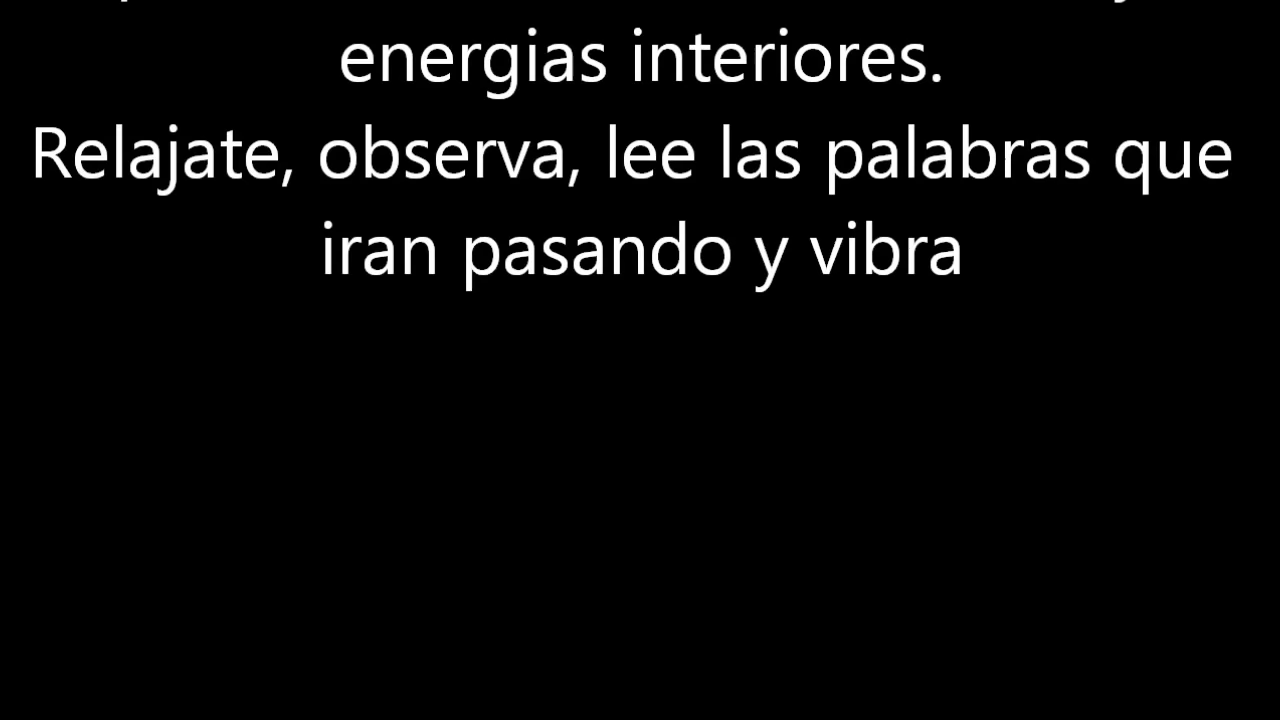 energias interiores.
Relajate, observa, lee las palabras que
iran pasando y vibra